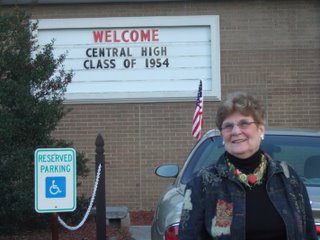 WELCOME
CENTRAL HIGH
CLASS OF 1954
RESERVED
PARKING